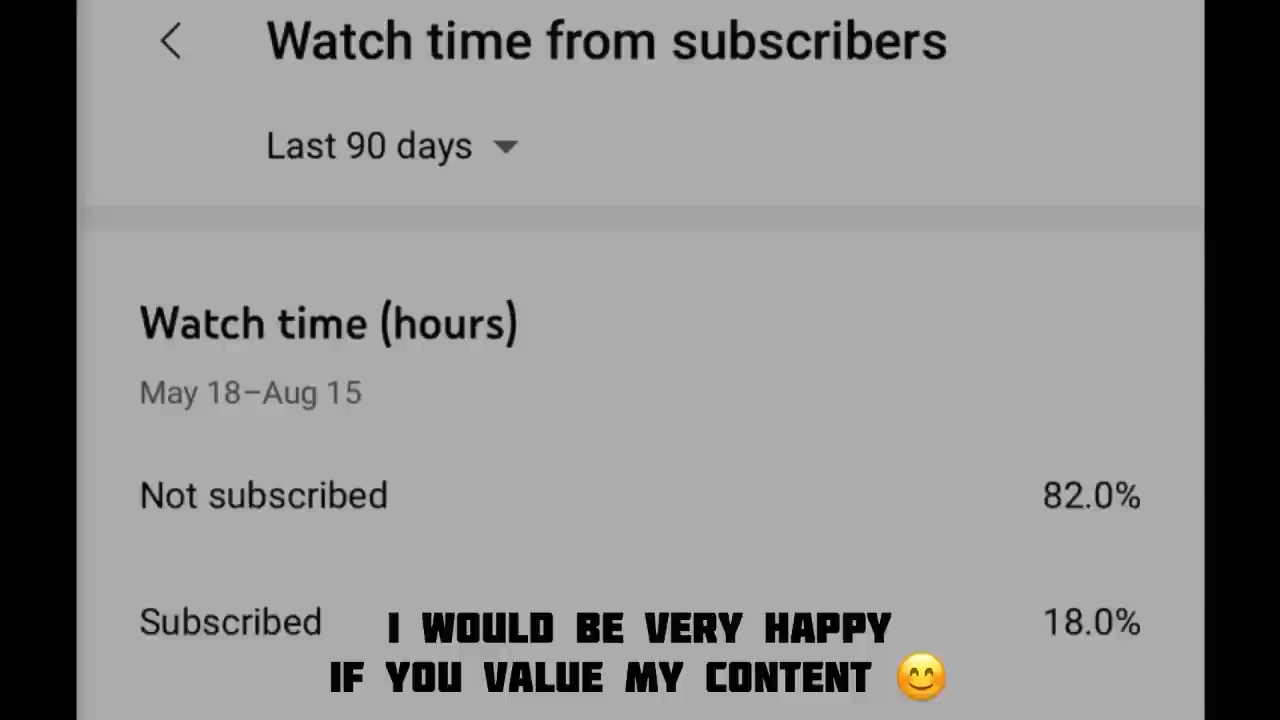 Watch time from subscribers
Last 90 days
Watch time (hours)
May 18–Aug 15
Not subscribed 82.0%
Subscribed 18.0%
I WOULD BE VERY HAPPY
IF YOU VALUE MY CONTENT 😊